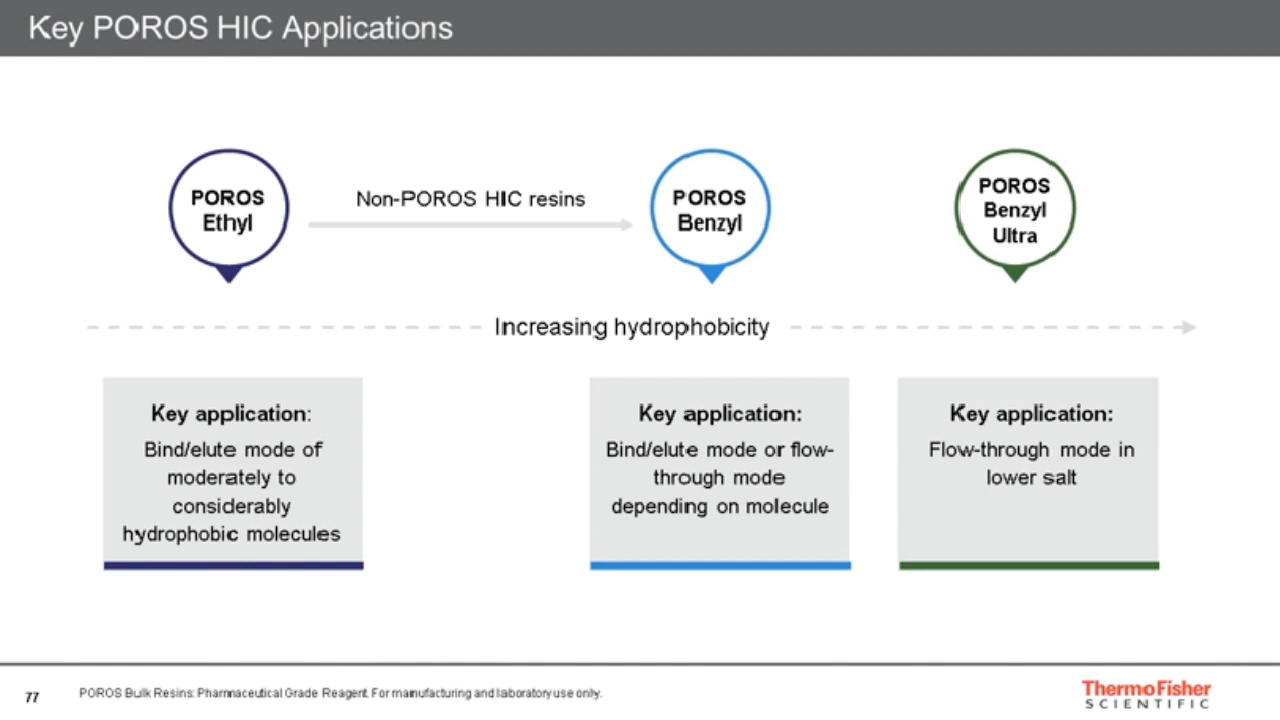 Key POROS HIC Applications
POROS
Ethyl
Non-POROS HIC resins
POROS
Benzyl
POROS
Benzyl
Ultra
Increasing hydrophobicity
Key application:
Bind/elute mode of
moderately to
considerably
hydrophobic molecules
Key application:
Bind/elute mode or flow-
through mode
depending on molecule
Key application:
Flow-through mode in
lower salt
77
POROS Bulk Resins: Pharmaceutical Grade Reagent. For manufacturing and laboratory use only.
ThermoFisher
SCIENTIFIC